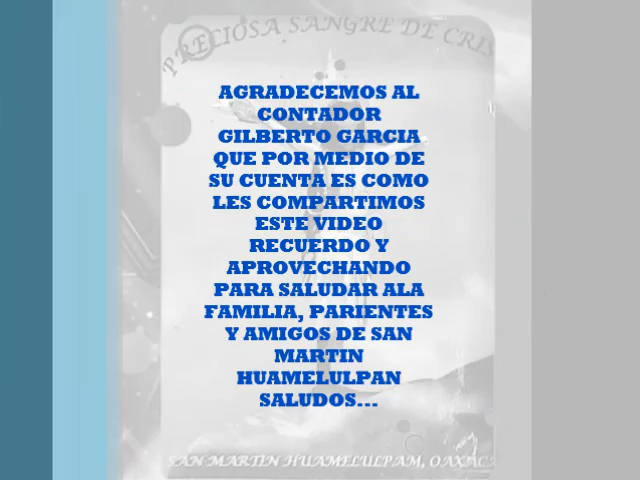 PRECIOSA SANGRE DE CRIS
AGRADECEMOS AL
CONTADOR
GILBERTO GARCIA
QUE POR MEDIO DE
SU CUENTA ES COMO
LES COMPARTIMOS
ESTE VIDEO
RECUERDO Y
APROVECHANDO
PARA SALUDAR ALA
FAMILIA, PARIENTES
Y AMIGOS DE SAN
MARTIN
HUAMELULPAN
SALUDOS...
SAN MARTIN HUAMELULPAM, OAXACA